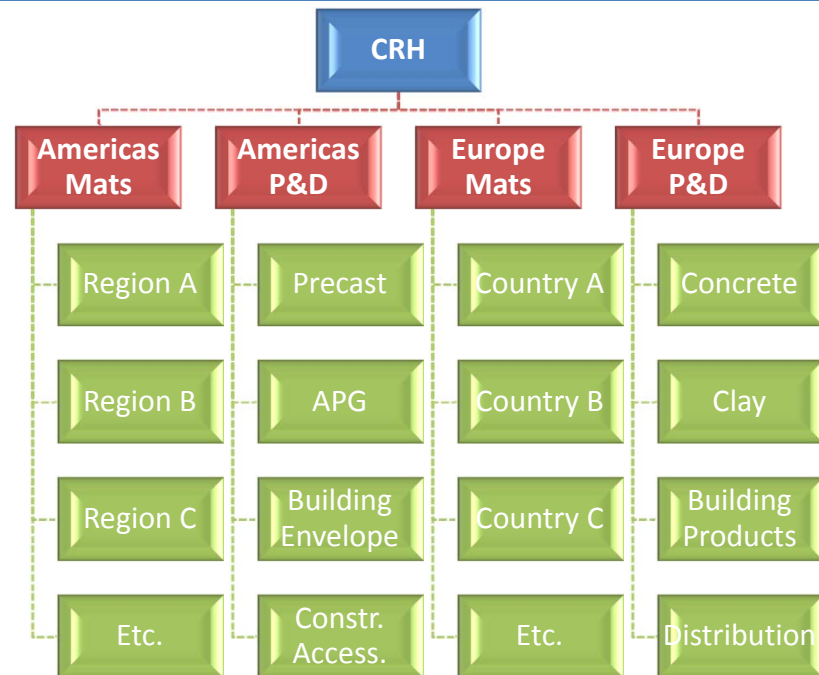 CRH
Americas
Mats
Americas
P&D
Europe
Mats
Europe
P&D
Region A
Precast
Country A
Concrete
Region B
APG
Country B
Clay
Region C
Building
Envelope
Country C
Building
Products
Etc.
Constr.
Access.
Etc.
Distribution